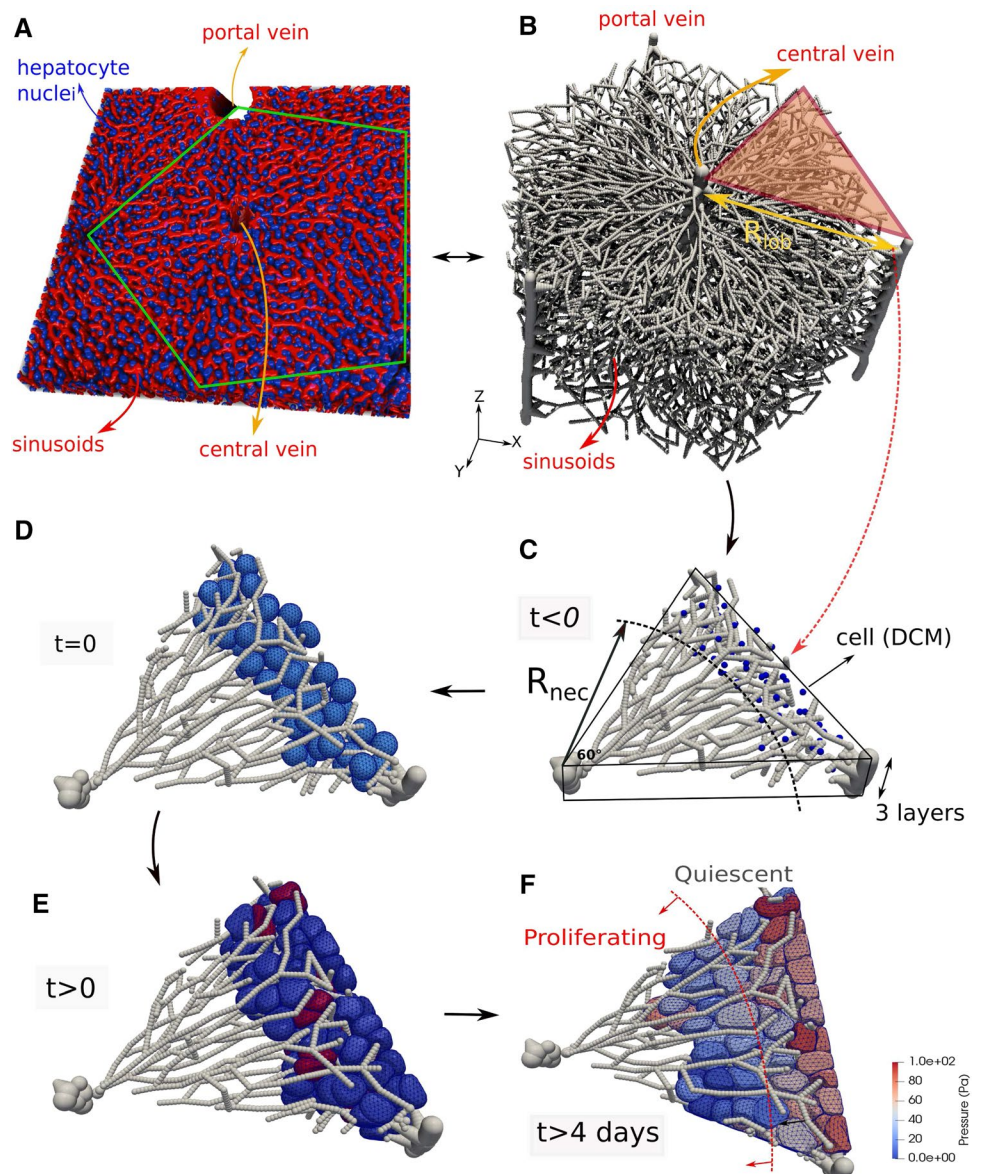 A
portal vein
hepatocyte
nuclei
sinusoids
central vein
B
portal vein
central vein
R_lob
sinusoids
Z
X
Y
D
t=0
C
t<0
R_nec
60°
cell (DCM)
3 layers
E
t>0
F
Quiescent
Proliferating
t>4 days
1.0e+02
80
60
40
20
0.0e+00
Pressure (Pa)